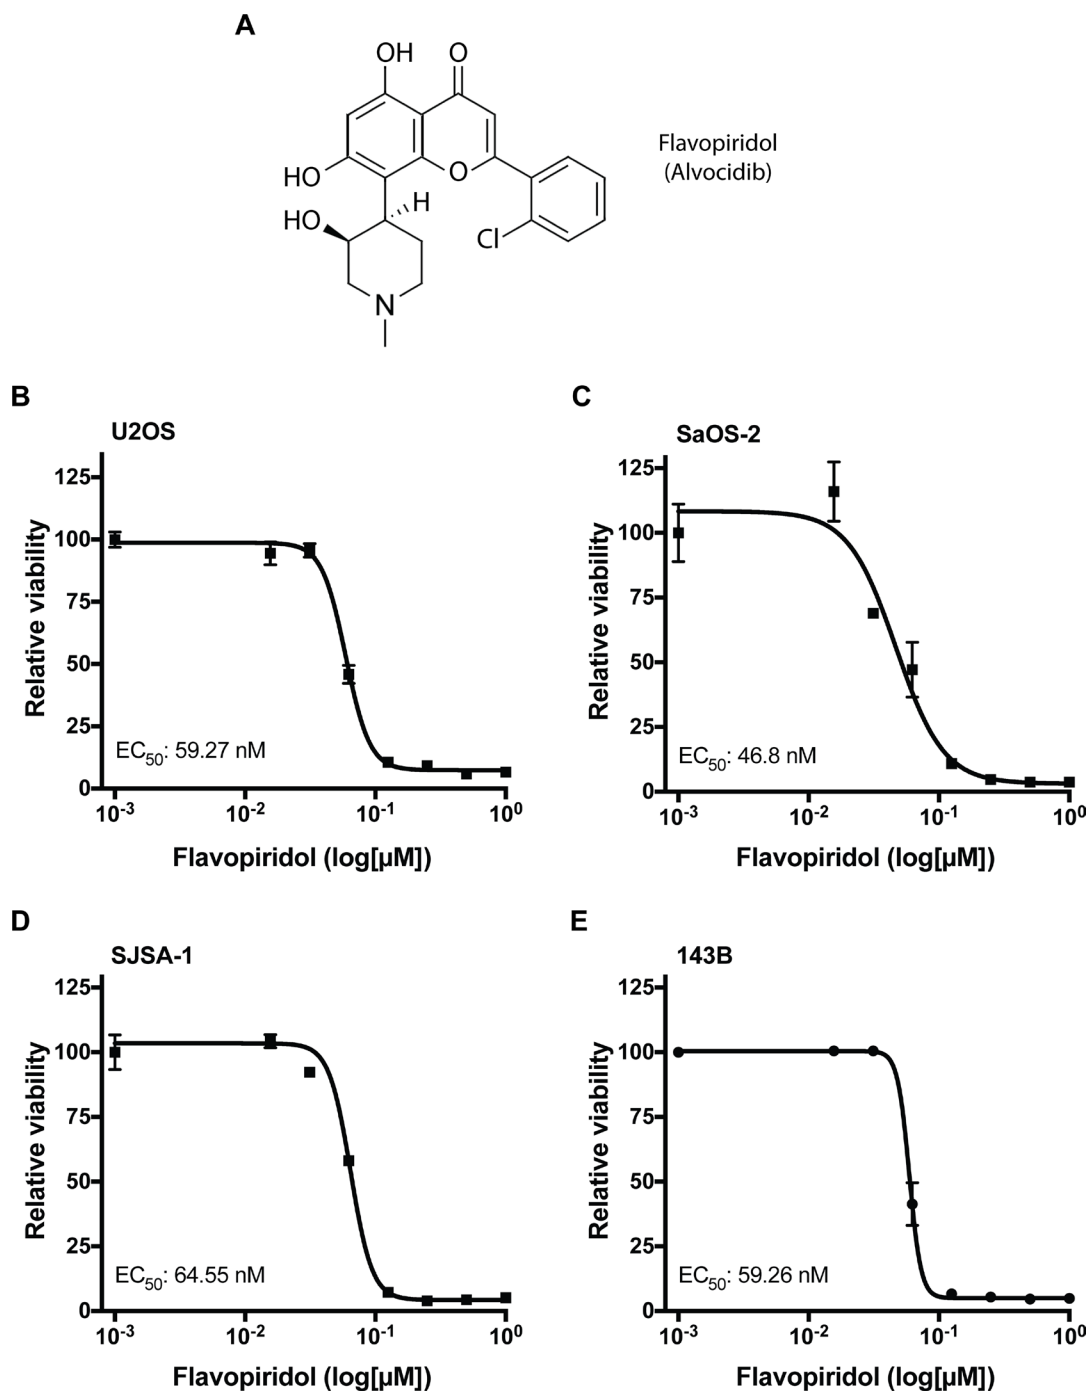 A
OH
O
HO
O
H
HO
Cl
N
Flavopiridol
(Alvocidib)
B
U2OS
Relative viability
125
100
75
50
25
0
EC50: 59.27 nM
10-3
10-2
10-1
100
Flavopiridol (log[µM])
C
SaOS-2
Relative viability
125
100
75
50
25
0
EC50: 46.8 nM
10-3
10-2
10-1
100
Flavopiridol (log[µM])
D
SJSA-1
Relative viability
125
100
75
50
25
0
EC50: 64.55 nM
10-3
10-2
10-1
100
Flavopiridol (log[µM])
E
143B
Relative viability
125
100
75
50
25
0
EC50: 59.26 nM
10-3
10-2
10-1
100
Flavopiridol (log[µM])